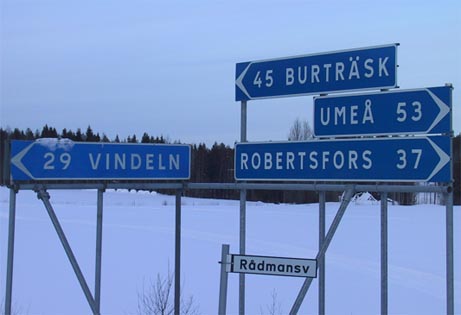 45 BURTRÄSK
UMEÅ 53
29 VINDELN
ROBERTSFORS 37
Rådmansv